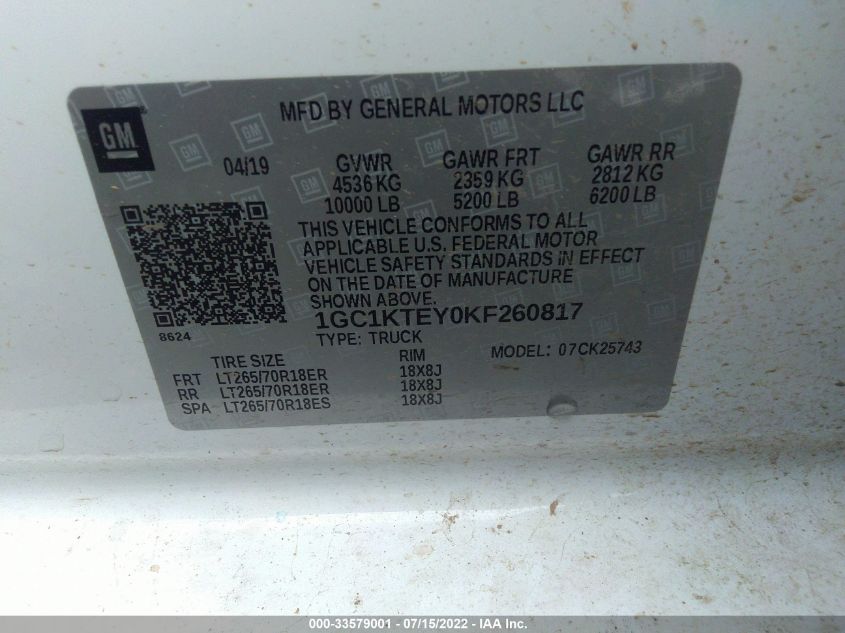 GM
MFD BY GENERAL MOTORS LLC
04/19 GVWR GAWR FRT GAWR RR
4536 KG 2359 KG 2812 KG
10000 LB 5200 LB 6200 LB
THIS VEHICLE CONFORMS TO ALL
APPLICABLE U.S. FEDERAL MOTOR
VEHICLE SAFETY STANDARDS IN EFFECT
ON THE DATE OF MANUFACTURE
SHOWN ABOVE.
1GC1KTEY0KF260817
8624
TYPE: TRUCK
TIRE SIZE RIM MODEL: 07CK25743
FRT LT265/70R18ER 18X8J
RR LT265/70R18ER 18X8J
SPA LT265/70R18ES 18X8J
000-33579001 - 07/15/2022 - IAA Inc.